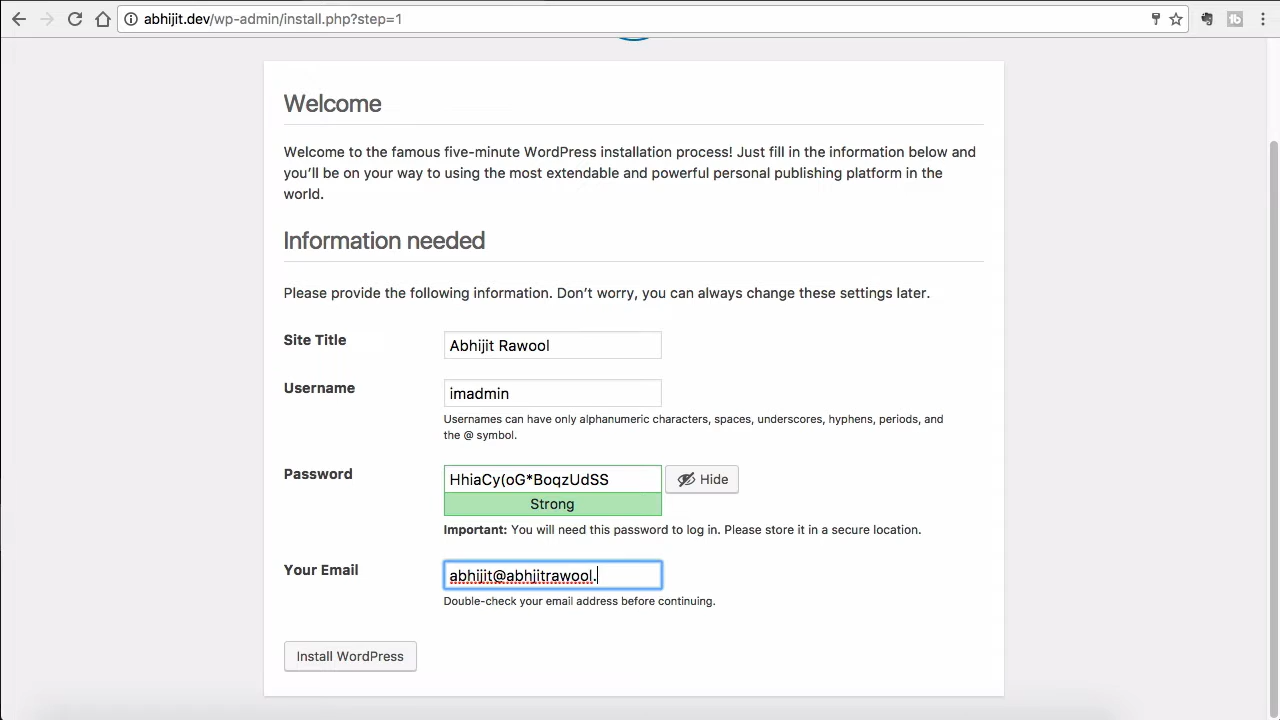 abhijit.dev/wp-admin/install.php?step=1
Welcome
Welcome to the famous five-minute WordPress installation process! Just fill in the information below and
you'll be on your way to using the most extendable and powerful personal publishing platform in the
world.
Information needed
Please provide the following information. Don't worry, you can always change these settings later.
Site Title
Abhijit Rawool
Username
imadmin
Usernames can have only alphanumeric characters, spaces, underscores, hyphens, periods, and
the @ symbol.
Password
HhiaCy(oG*BoqzUdSS
Hide
Strong
Important: You will need this password to log in. Please store it in a secure location.
Your Email
abhijit@abhjitrawool.
Double-check your email address before continuing.
Install WordPress